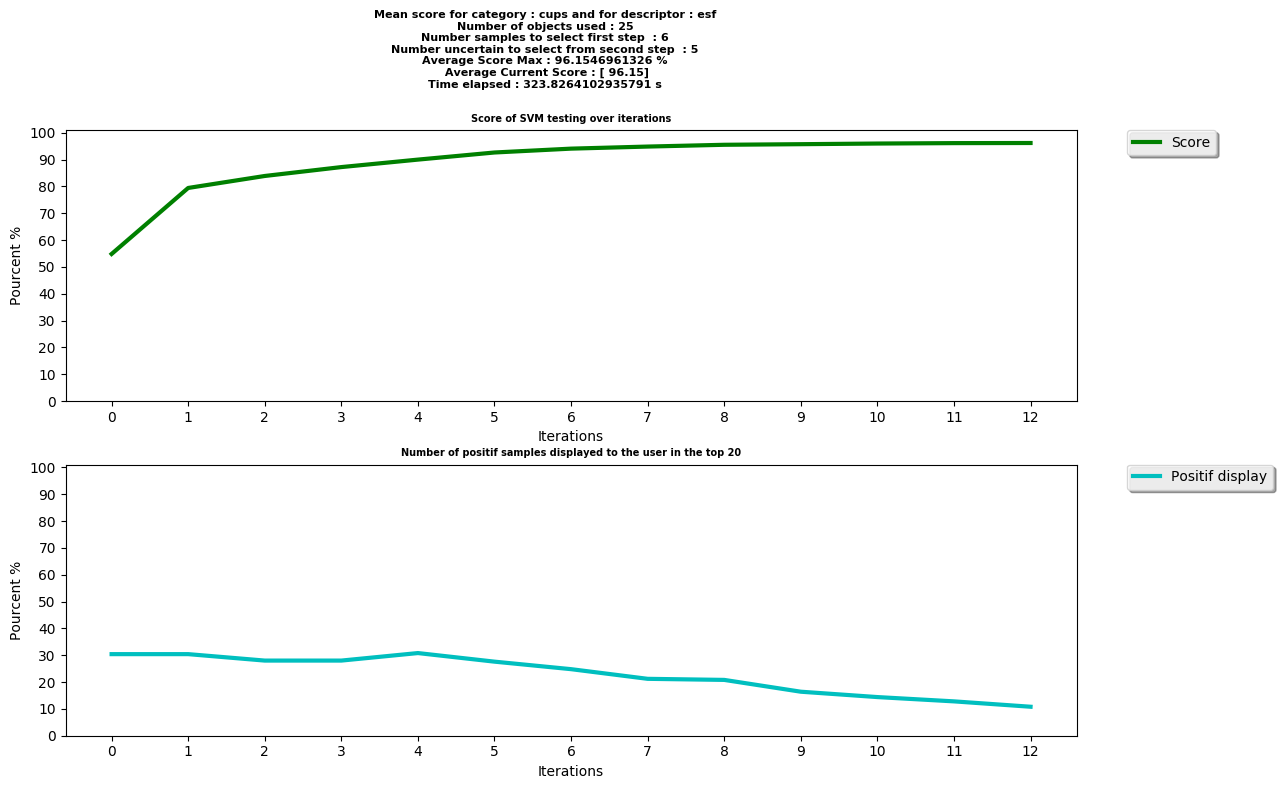 Mean score for category : cups and for descriptor : esf
Number of objects used : 25
Number samples to select first step  : 6
Number uncertain to select from second step  : 5
Average Score Max : 96.1546961326 %
Average Current Score : [ 96.15]
Time elapsed : 323.8264102935791 s
Score of SVM testing over iterations
100
90
80
70
60
50
40
30
20
10
0
Pourcent %
0 1 2 3 4 5 6 7 8 9 10 11 12
Iterations
Score
Number of positif samples displayed to the user in the top 20
100
90
80
70
60
50
40
30
20
10
0
Pourcent %
0 1 2 3 4 5 6 7 8 9 10 11 12
Iterations
Positif display